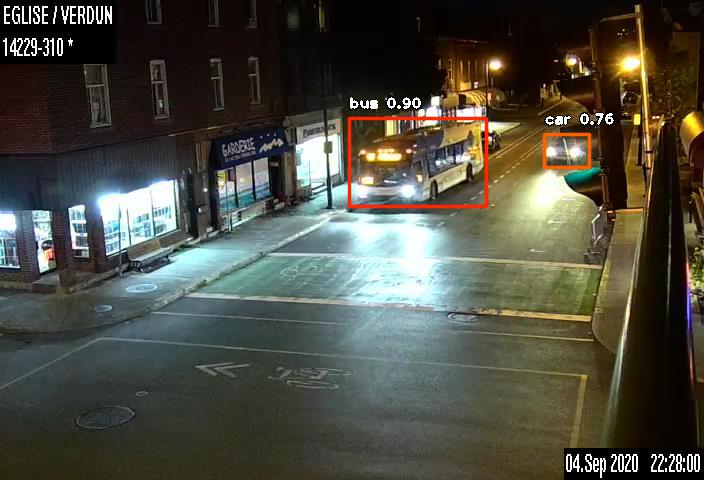 EGLISE / VERDUN
14229-310 *
bus 0.90
car 0.76
GARDERIE
04.Sep 2020 22:28:00